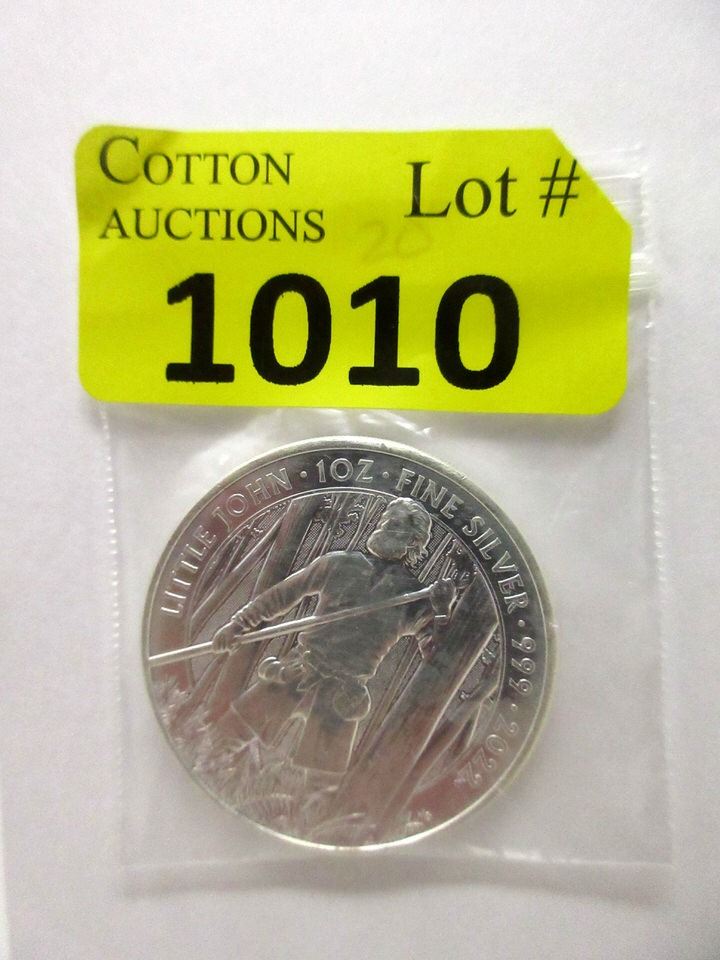 COTTON
AUCTIONS
Lot #
20
1010
LITTLE JOHN · 1OZ · FINE SILVER · 999 · 2022